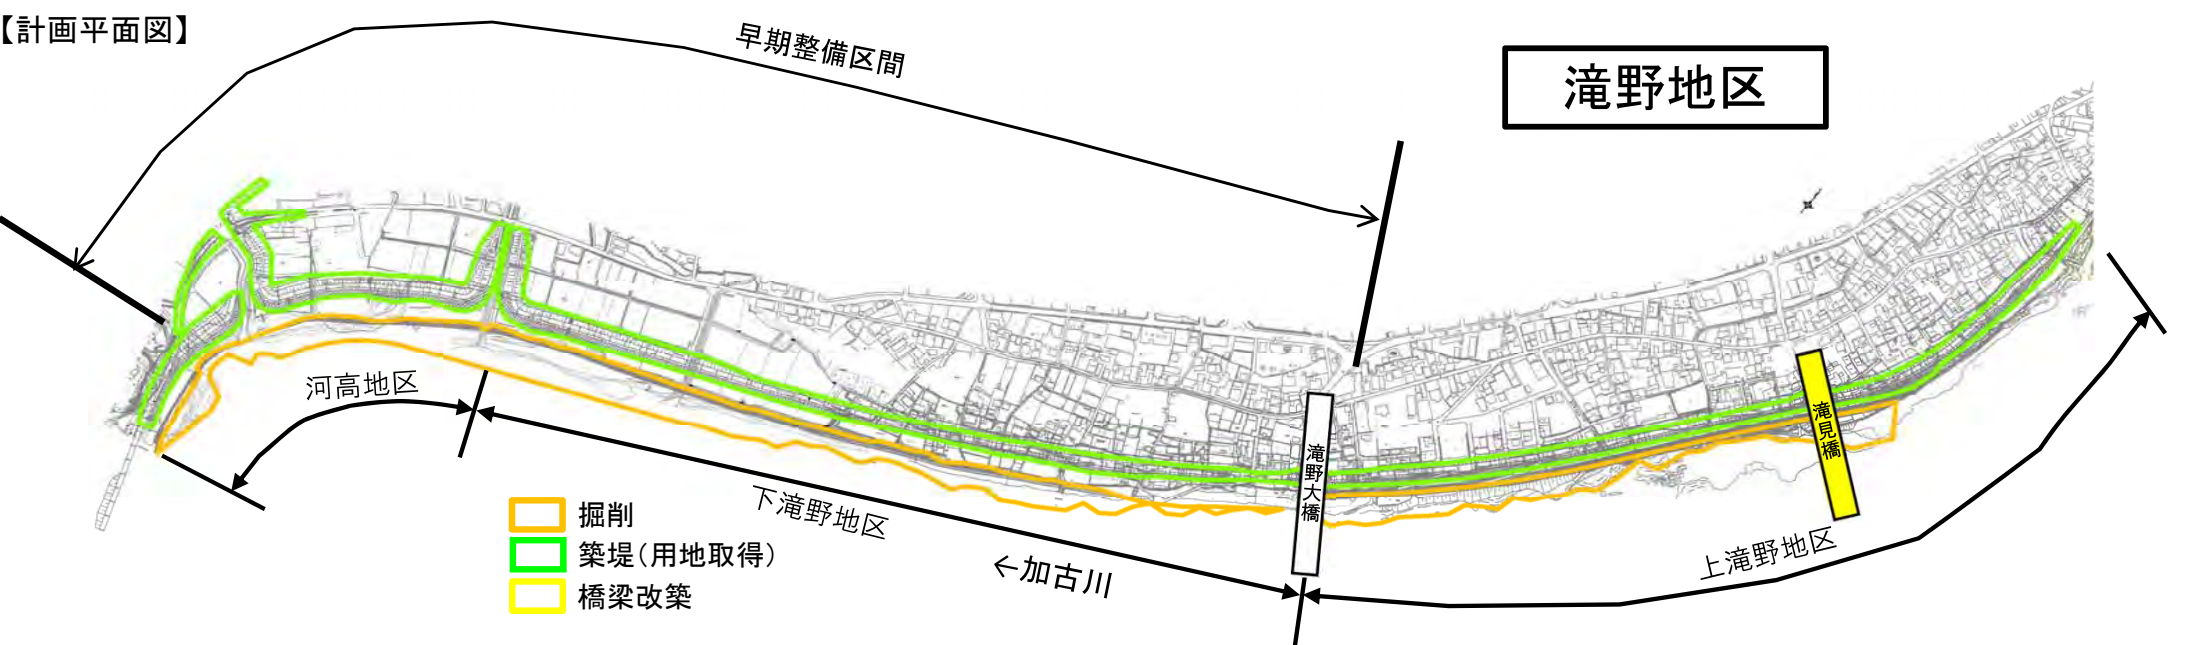 【計画平面図】
早期整備区間
滝野地区
河高地区
下滝野地区
←加古川
滝野大橋
滝見橋
上滝野地区
掘削
築堤(用地取得)
橋梁改築